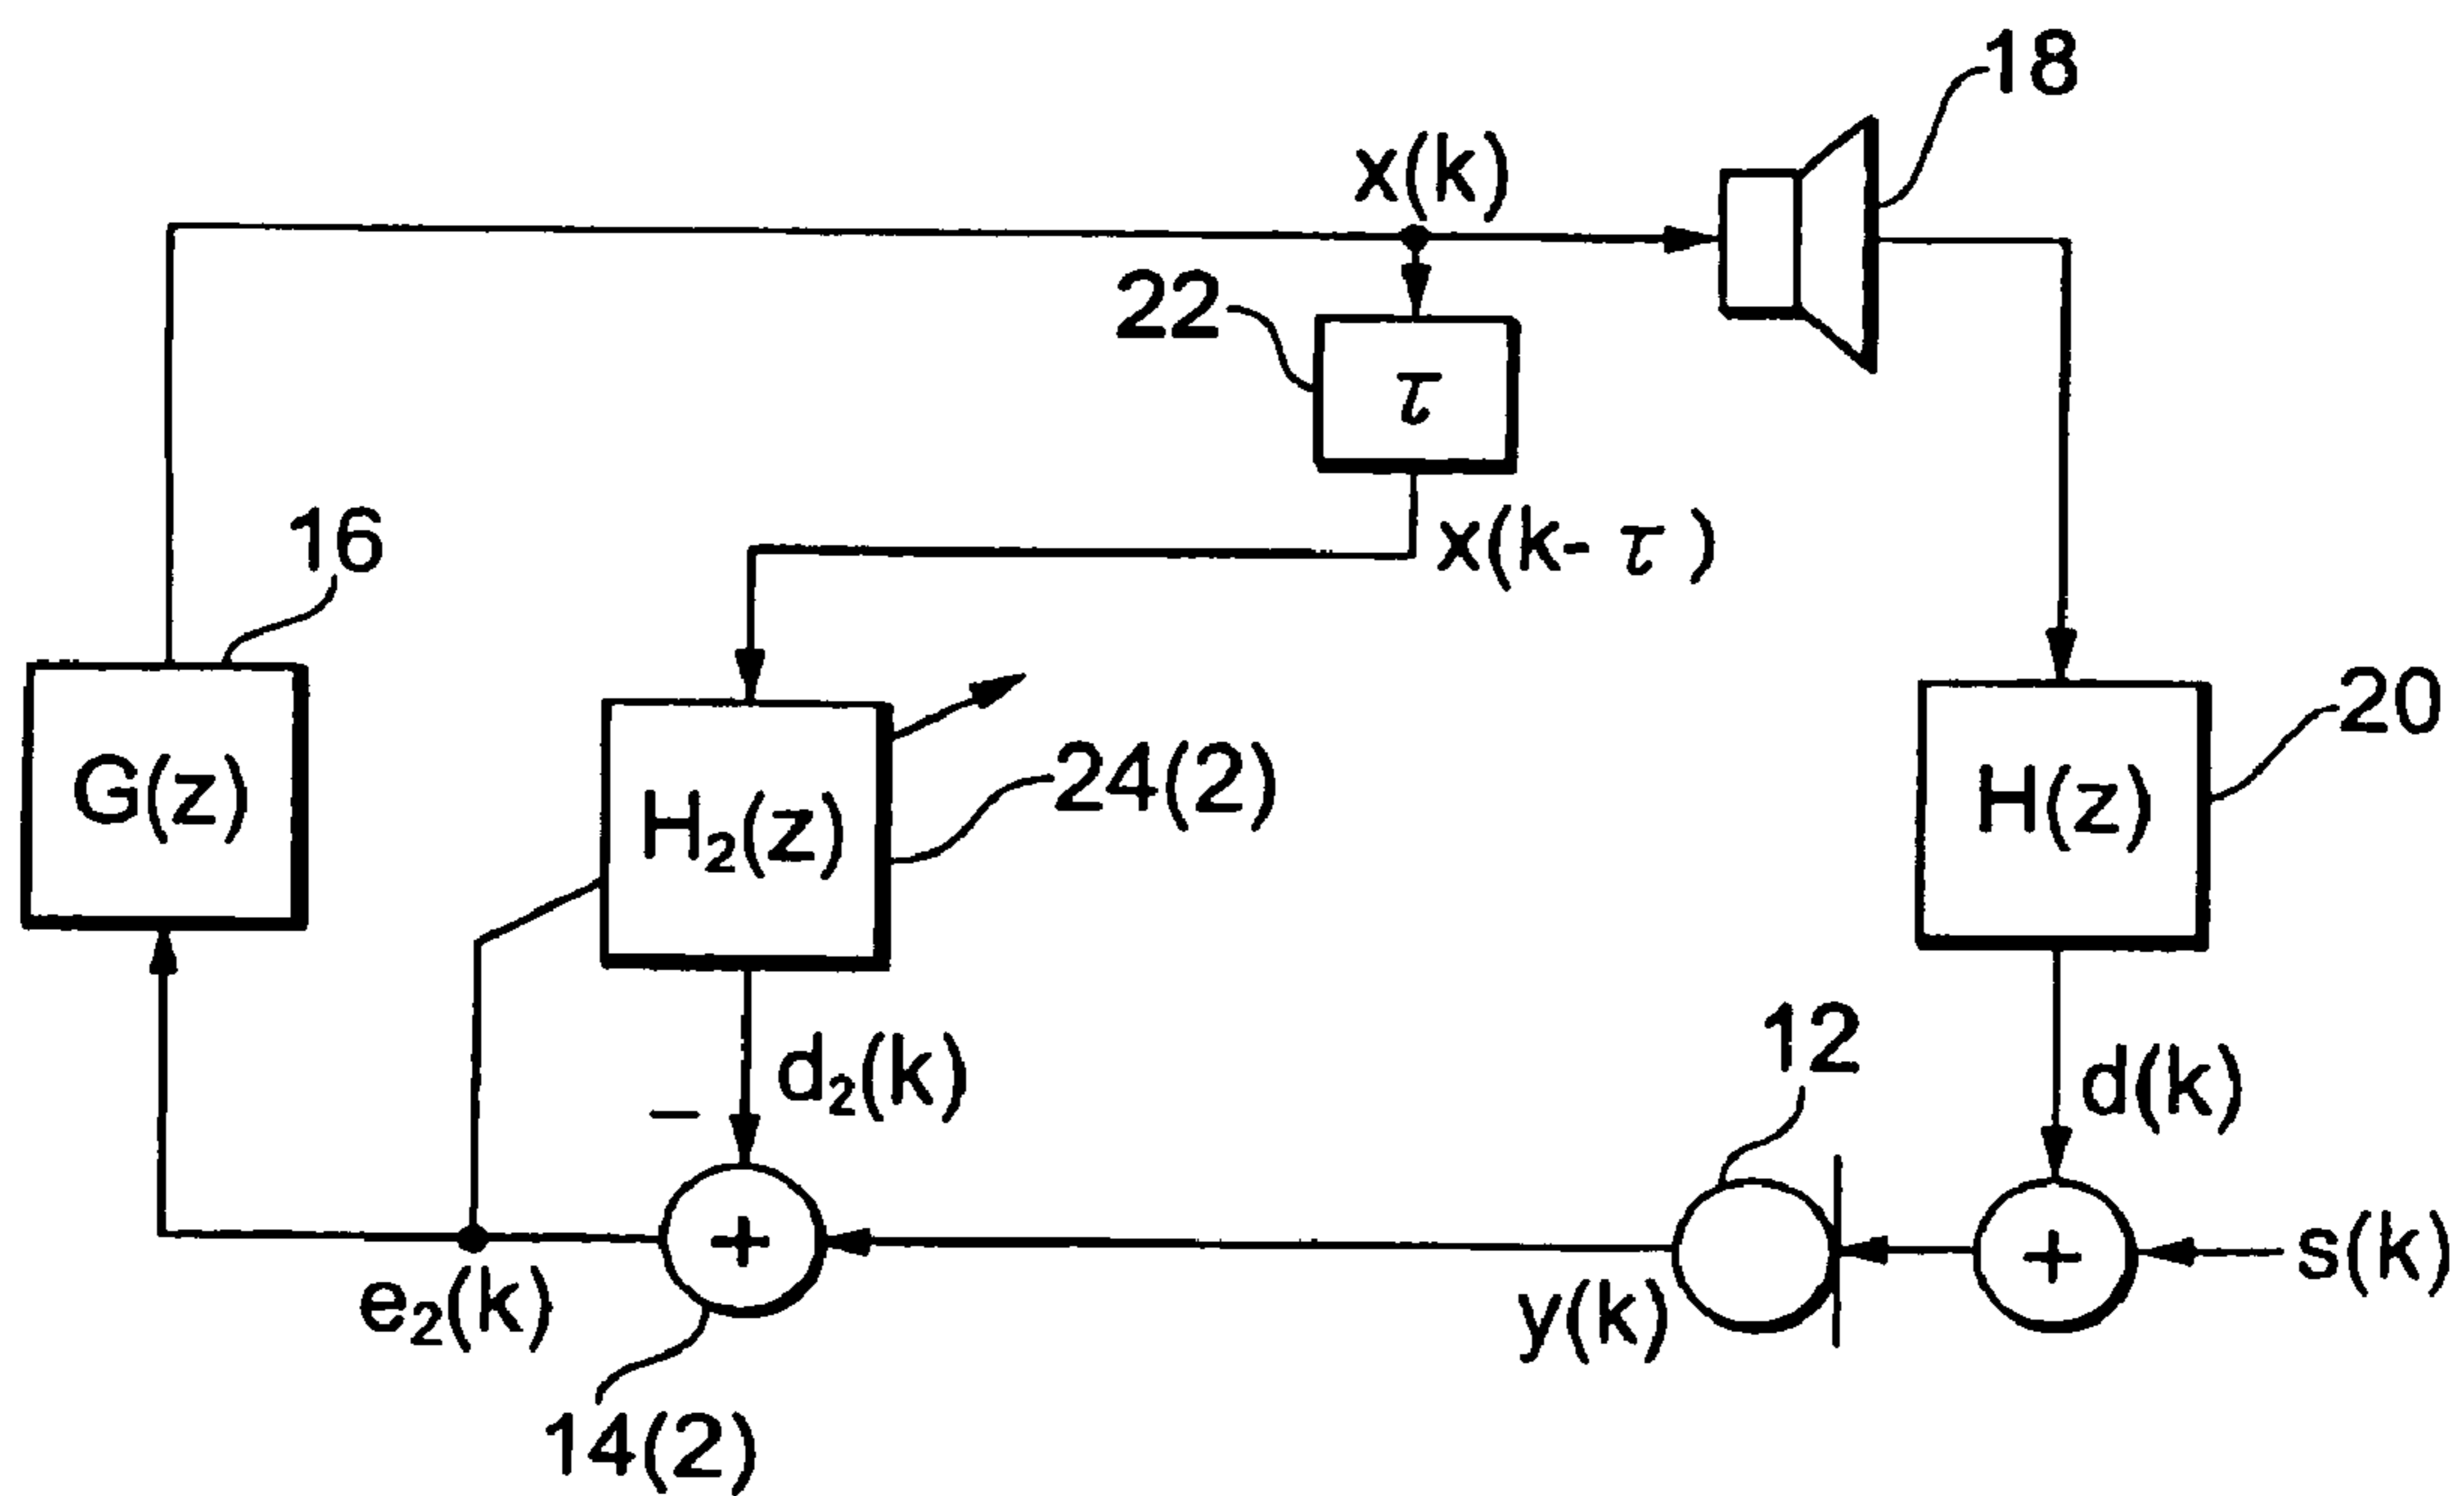 18
x(k)
22
τ
x(k- τ )
16
G(z)
H₂(z)
24(2)
H(z)
20
d₂(k)
−
12
d(k)
+
+
s(k)
y(k)
e₂(k)
14(2)